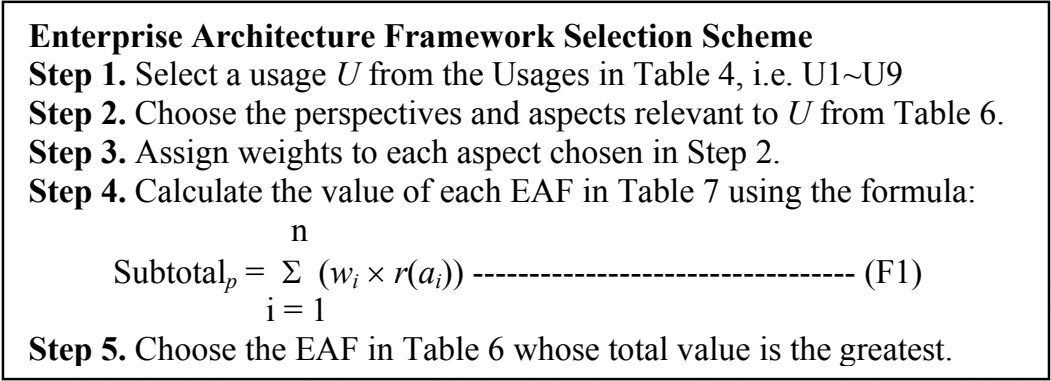 Enterprise Architecture Framework Selection Scheme
Step 1. Select a usage U from the Usages in Table 4, i.e. U1~U9
Step 2. Choose the perspectives and aspects relevant to U from Table 6.
Step 3. Assign weights to each aspect chosen in Step 2.
Step 4. Calculate the value of each EAF in Table 7 using the formula:
n
Subtotalp = Σ (wi × r(ai)) ---------------------------------- (F1)
i = 1
Step 5. Choose the EAF in Table 6 whose total value is the greatest.